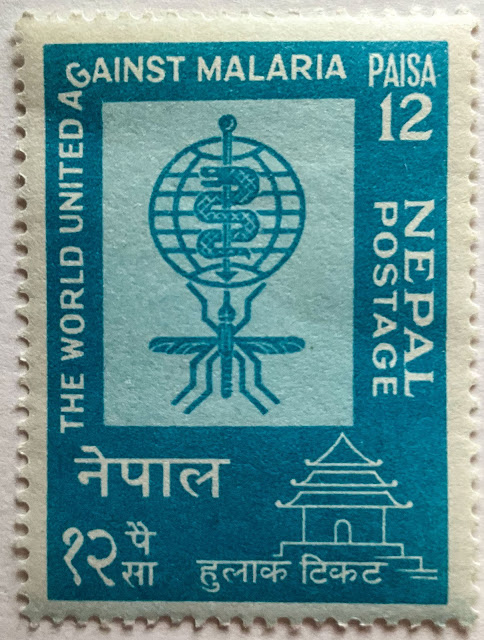 THE WORLD UNITED AGAINST MALARIA
PAISA
12
NEPAL
POSTAGE
नेपाल
१२ पै
सा
हुलाक टिकट